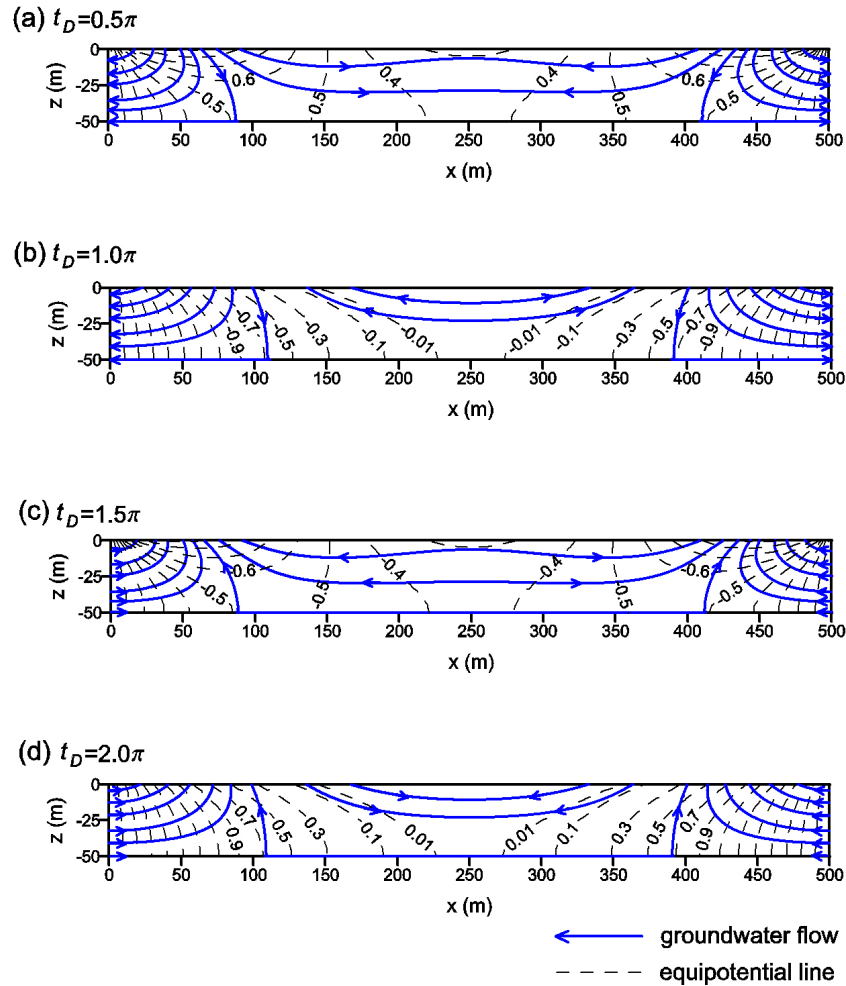 (a) t_D=0.5π
0
-25
-50
z (m)
0.6 0.4 0.4 0.6
0.5 0.5 0.5 0.5
0 50 100 150 200 250 300 350 400 450 500
x (m)
(b) t_D=1.0π
0
-25
-50
z (m)
-0.9 -0.7 -0.5 -0.3 -0.1 -0.01 -0.01 -0.1 -0.3 -0.5 -0.7 -0.9
0 50 100 150 200 250 300 350 400 450 500
x (m)
(c) t_D=1.5π
0
-25
-50
z (m)
-0.6 -0.4 -0.4 -0.6
-0.5 -0.5 -0.5 -0.5
0 50 100 150 200 250 300 350 400 450 500
x (m)
(d) t_D=2.0π
0
-25
-50
z (m)
0.9 0.7 0.5 0.3 0.1 0.01 0.01 0.1 0.3 0.5 0.7 0.9
0 50 100 150 200 250 300 350 400 450 500
x (m)
groundwater flow
equipotential line